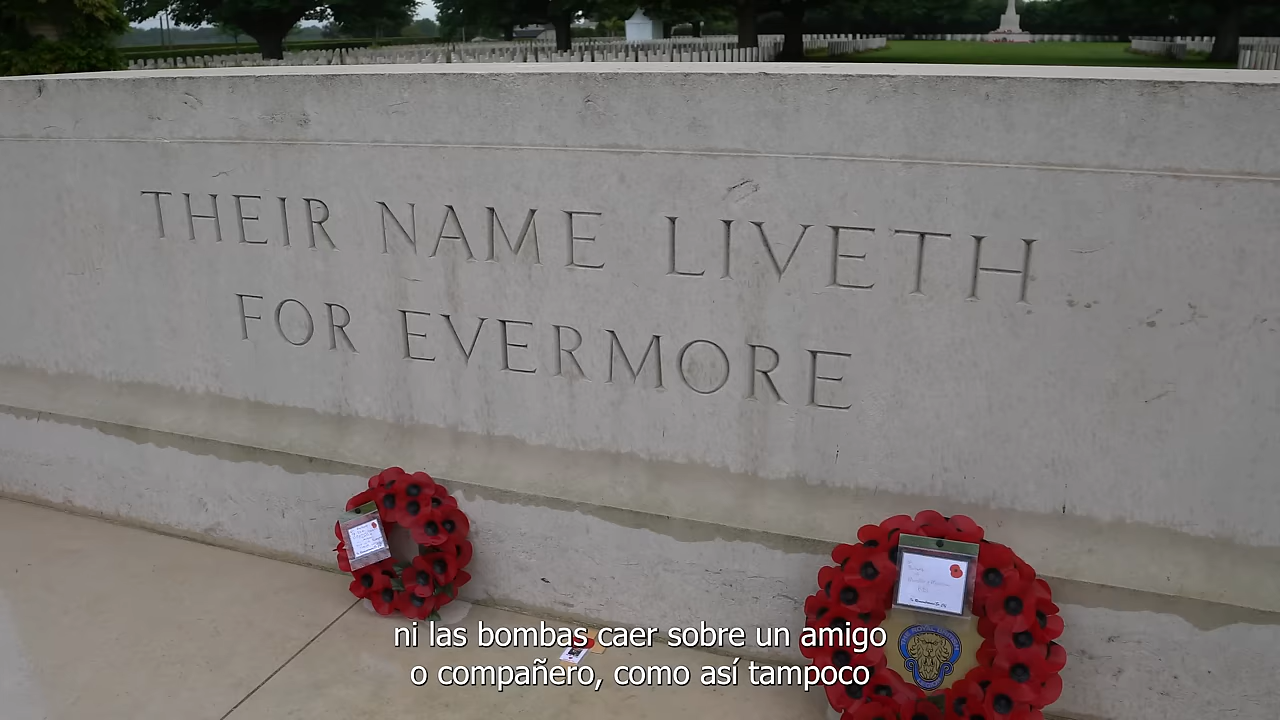 THEIR NAME LIVETH
FOR EVERMORE
ni las bombas caer sobre un amigo
o compañero, como así tampoco